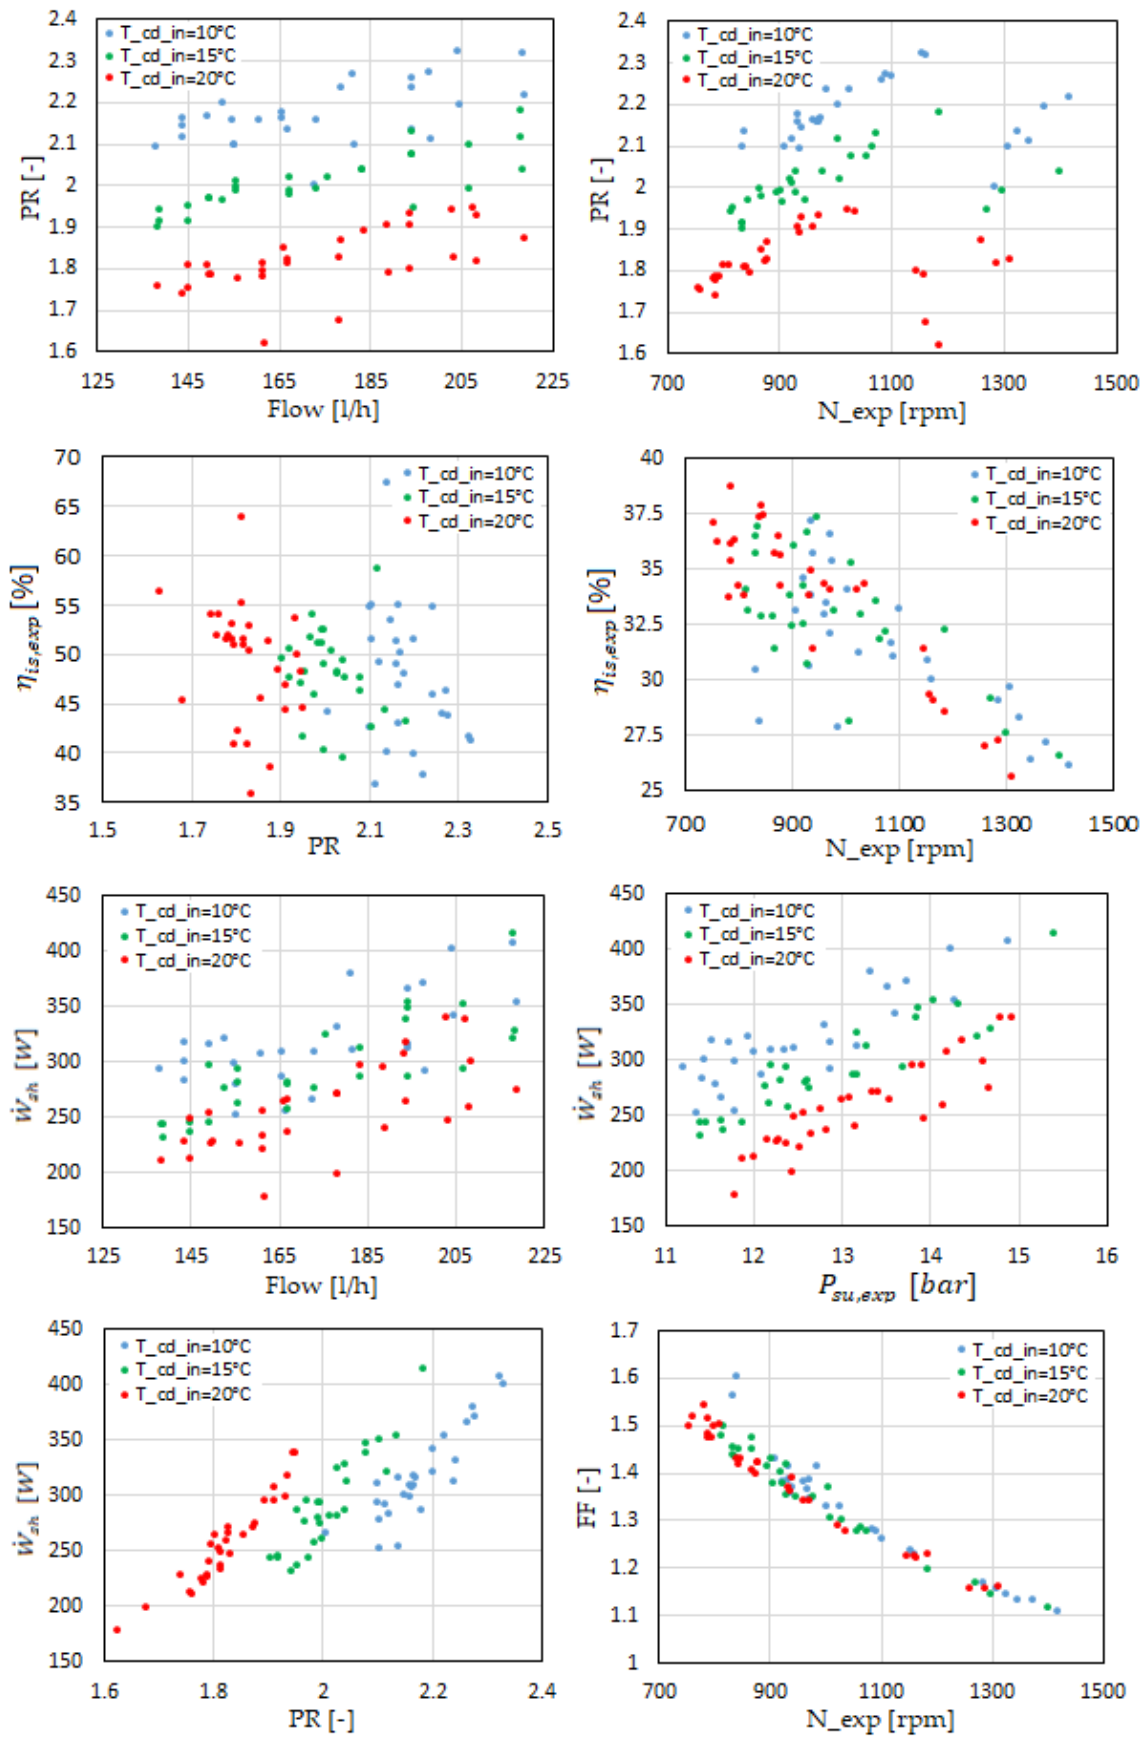 2.4
2.3
2.2
2.1
2
1.9
1.8
1.7
1.6
PR [-]
T_cd_in=10°C
T_cd_in=15°C
T_cd_in=20°C
125 145 165 185 205 225
Flow [l/h]
2.4
2.3
2.2
2.1
2
1.9
1.8
1.7
1.6
PR [-]
T_cd_in=10°C
T_cd_in=15°C
T_cd_in=20°C
700 900 1100 1300 1500
N_exp [rpm]
70
65
60
55
50
45
40
35
η_is,exp [%]
T_cd_in=10°C
T_cd_in=15°C
T_cd_in=20°C
1.5 1.7 1.9 2.1 2.3 2.5
PR
40
37.5
35
32.5
30
27.5
25
η_is,exp [%]
T_cd_in=10°C
T_cd_in=15°C
T_cd_in=20°C
700 900 1100 1300 1500
N_exp [rpm]
450
400
350
300
250
200
150
Ẇ_sh [W]
T_cd_in=10°C
T_cd_in=15°C
T_cd_in=20°C
125 145 165 185 205 225
Flow [l/h]
450
400
350
300
250
200
150
Ẇ_sh [W]
T_cd_in=10°C
T_cd_in=15°C
T_cd_in=20°C
11 12 13 14 15 16
P_su,exp [bar]
450
400
350
300
250
200
150
Ẇ_sh [W]
T_cd_in=10°C
T_cd_in=15°C
T_cd_in=20°C
1.6 1.8 2 2.2 2.4
PR [-]
1.7
1.6
1.5
1.4
1.3
1.2
1.1
1
FF [-]
T_cd_in=10°C
T_cd_in=15°C
T_cd_in=20°C
700 900 1100 1300 1500
N_exp [rpm]